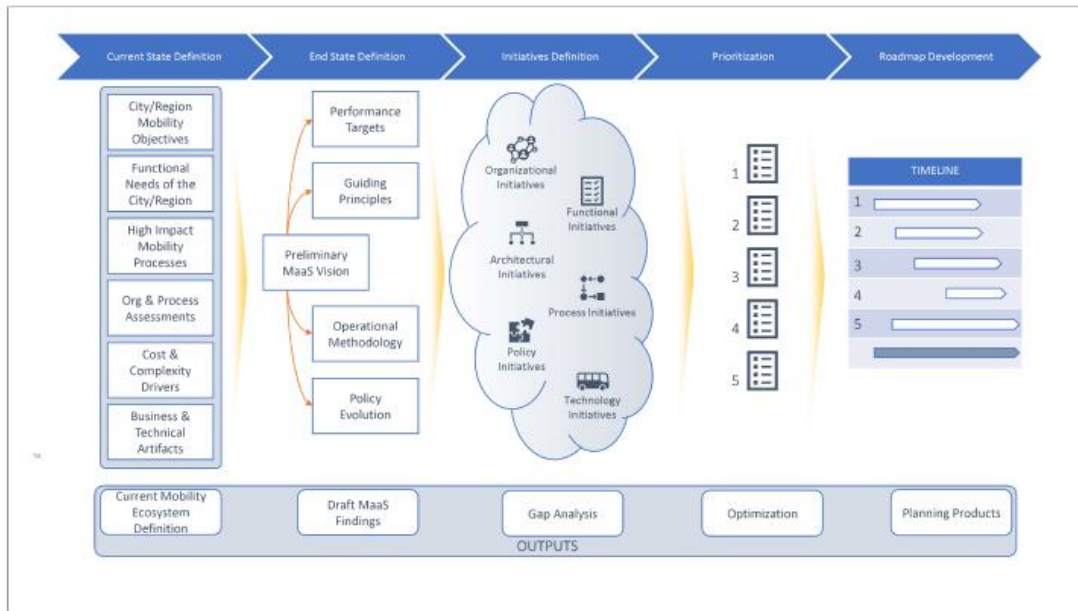 Current State Definition
End State Definition
Initiatives Definition
Prioritization
Roadmap Development
City/Region
Mobility
Objectives
Functional
Needs of the
City/Region
High Impact
Mobility
Processes
Org & Process
Assessments
Cost &
Complexity
Drivers
Business &
Technical
Artifacts
Performance
Targets
Guiding
Principles
Preliminary
MaaS Vision
Operational
Methodology
Policy
Evolution
Organizational
Initiatives
Functional
Initiatives
Architectural
Initiatives
Process Initiatives
Policy
Initiatives
Technology
Initiatives
1
2
3
4
5
TIMELINE
1
2
3
4
5
Current Mobility
Ecosystem
Definition
Draft MaaS
Findings
Gap Analysis
Optimization
Planning Products
OUTPUTS